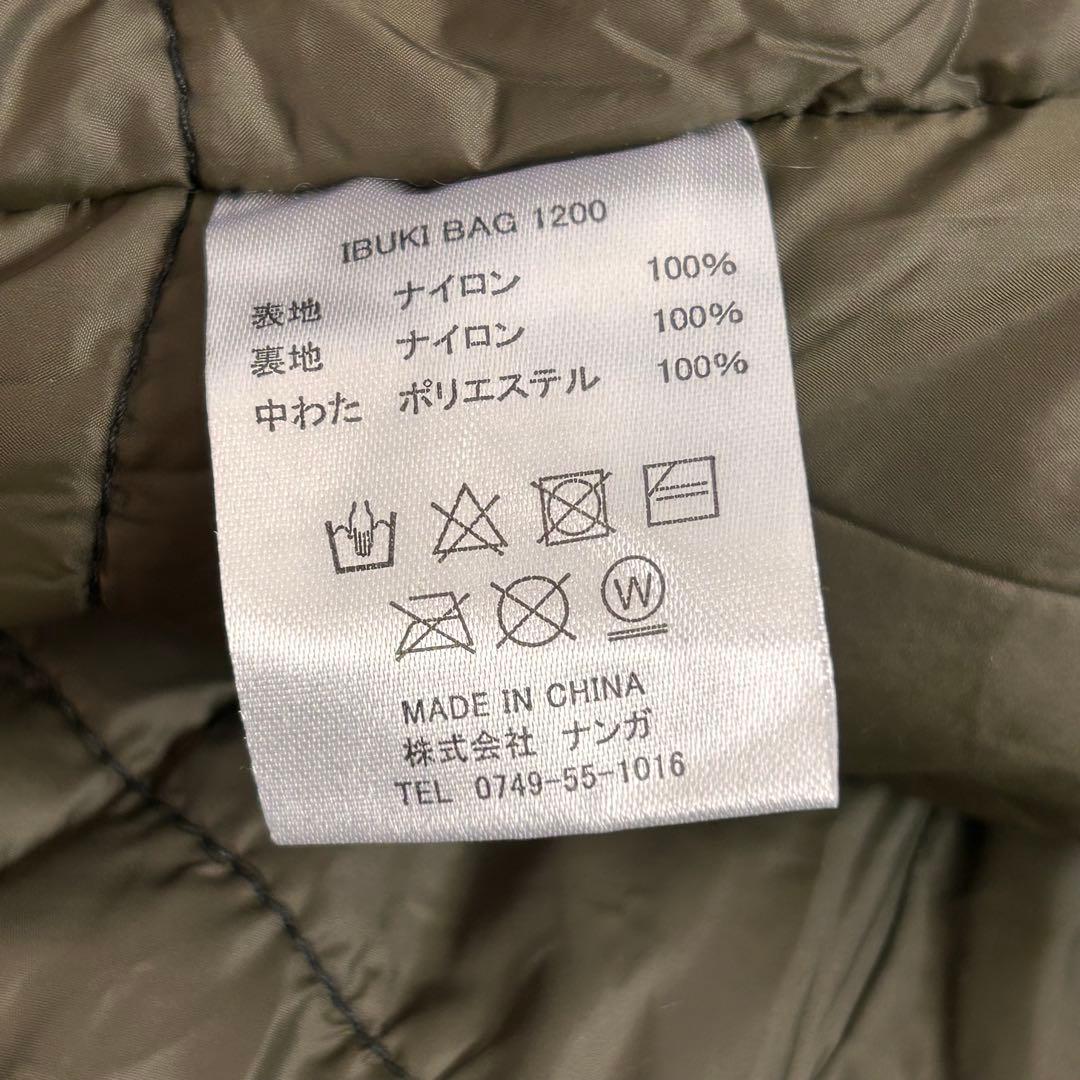 IBUKI BAG 1200
表地 ナイロン 100%
裏地 ナイロン 100%
中わた ポリエステル 100%
W
MADE IN CHINA
株式会社 ナンガ
TEL 0749-55-1016